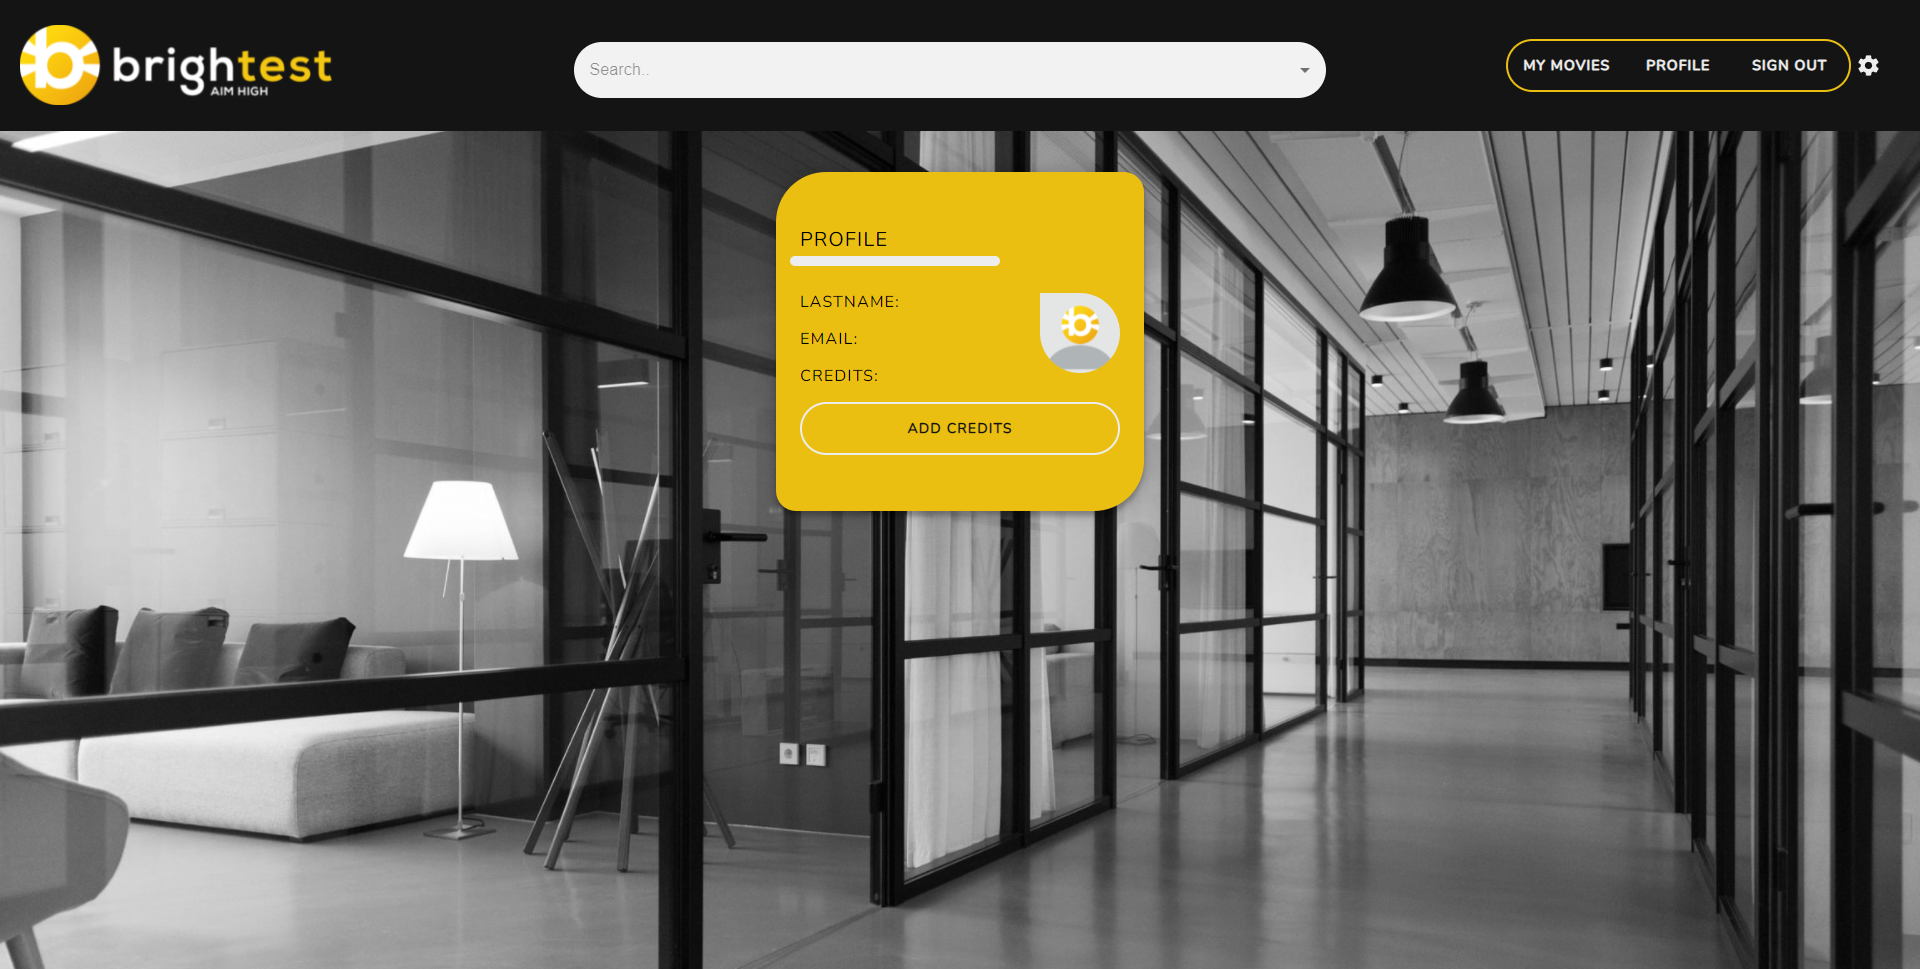 brightest
AIM HIGH
Search..
MY MOVIES
PROFILE
SIGN OUT
PROFILE
LASTNAME:
EMAIL:
CREDITS:
ADD CREDITS